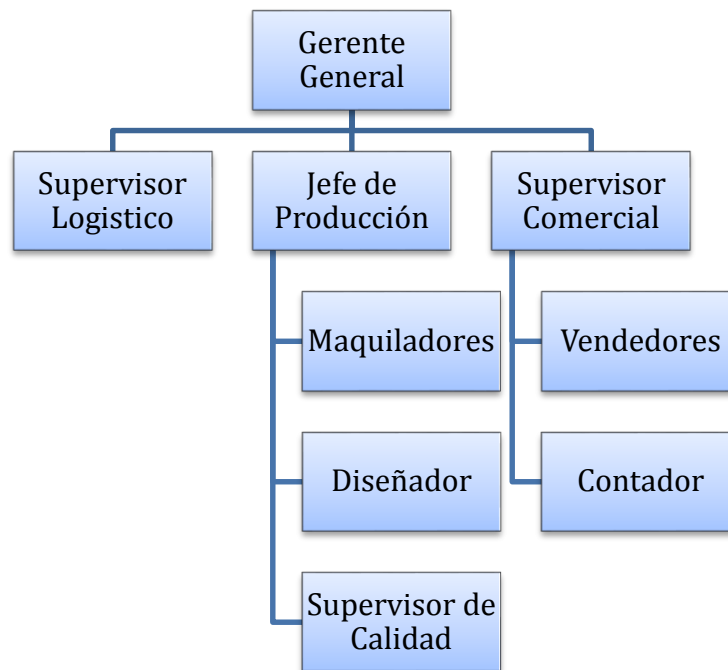 Gerente
General
Supervisor
Logistico
Jefe de
Producción
Supervisor
Comercial
Maquiladores
Vendedores
Diseñador
Contador
Supervisor de
Calidad